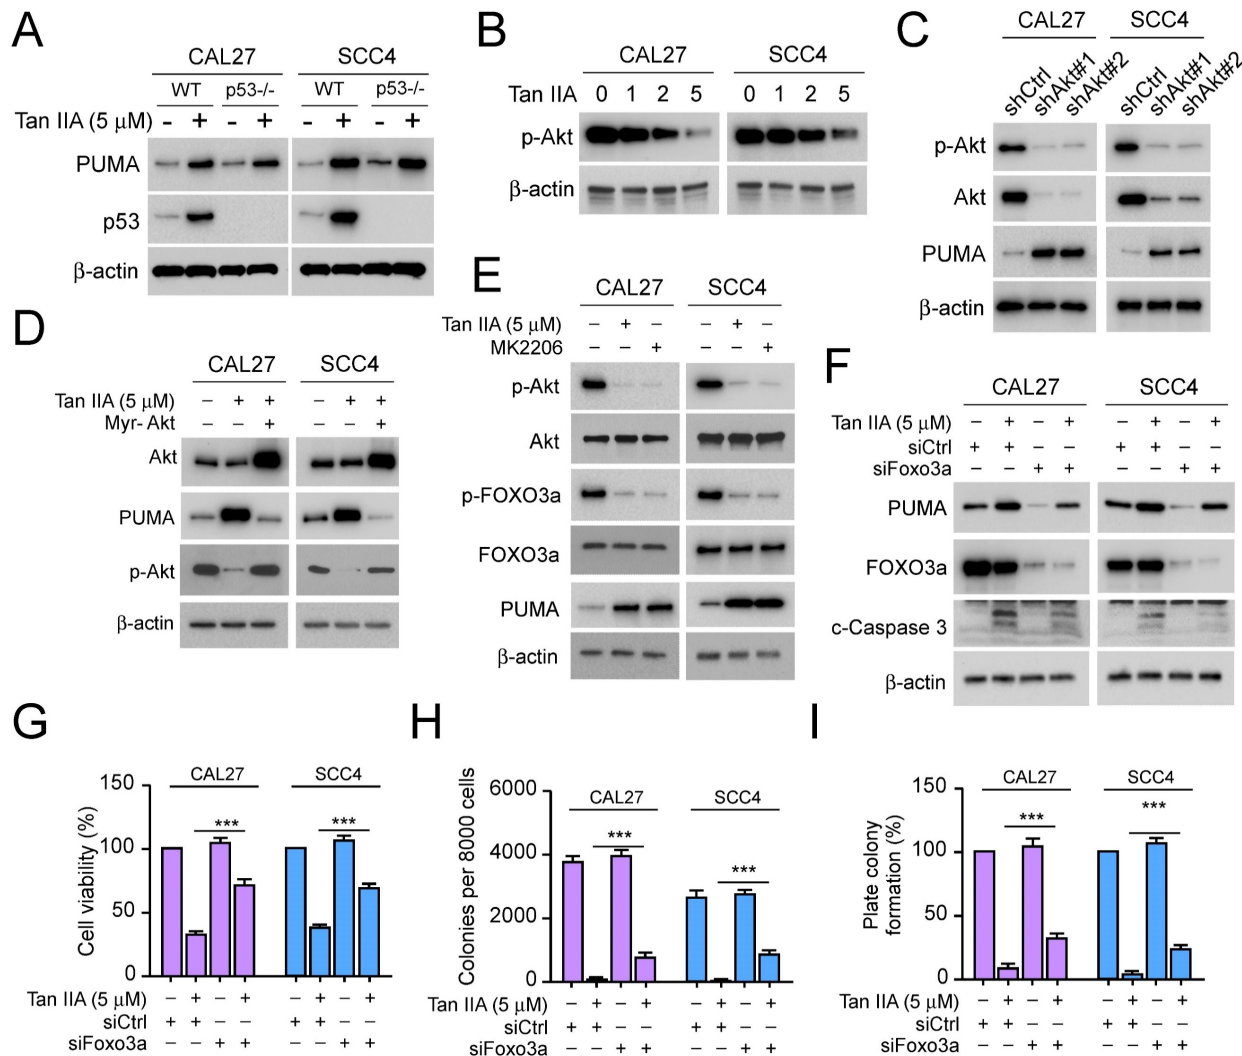 A
CAL27 SCC4
WT p53-/- WT p53-/-
Tan IIA (5 μM) - + - + - + - +
PUMA
p53
β-actin
B
CAL27 SCC4
Tan IIA 0 1 2 5 0 1 2 5
p-Akt
β-actin
C
CAL27 SCC4
shCtrl shAkt#1 shAkt#2 shCtrl shAkt#1 shAkt#2
p-Akt
Akt
PUMA
β-actin
D
CAL27 SCC4
Tan IIA (5 μM) – + + – + +
Myr- Akt – – + – – +
Akt
PUMA
p-Akt
β-actin
E
CAL27 SCC4
Tan IIA (5 μM) – + – – + –
MK2206 – – + – – +
p-Akt
Akt
p-FOXO3a
FOXO3a
PUMA
β-actin
F
CAL27 SCC4
Tan IIA (5 μM) – + – + – + – +
siCtrl + + – – + + – –
siFoxo3a – – + + – – + +
PUMA
FOXO3a
c-Caspase 3
β-actin
G
CAL27 SCC4
*** ***
Cell viability (%)
150
100
50
0
Tan IIA (5 μM) – + – + – + – +
siCtrl + + – – + + – –
siFoxo3a – – + + – – + +
H
CAL27 SCC4
*** ***
Colonies per 8000 cells
6000
4000
2000
0
Tan IIA (5 μM) – + – + – + – +
siCtrl + + – – + + – –
siFoxo3a – – + + – – + +
I
CAL27 SCC4
*** ***
Plate colony
formation (%)
150
100
50
0
Tan IIA (5 μM) – + – + – + – +
siCtrl + + – – + + – –
siFoxo3a – – + + – – + +